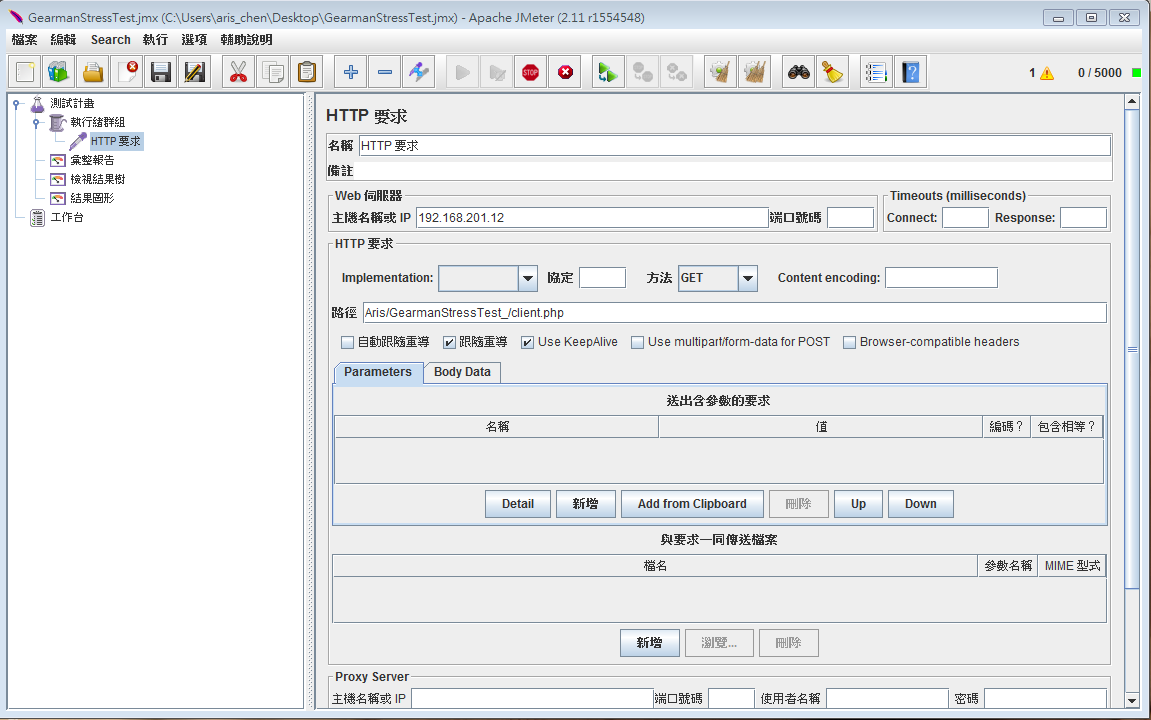 GearmanStressTest.jmx (C:\Users\aris_chen\Desktop\GearmanStressTest.jmx) - Apache JMeter (2.11 r1554548)
檔案 編輯 Search 執行 選項 輔助說明
STOP 1 0 / 5000
測試計畫
執行緒群組
HTTP 要求
彙整報告
檢視結果樹
結果圖形
工作台
HTTP 要求
名稱 HTTP 要求
備註
Web 伺服器 Timeouts (milliseconds)
主機名稱或 IP 192.168.201.12 端口號碼 Connect: Response:
HTTP 要求
Implementation: 協定 方法 GET Content encoding:
路徑 Aris/GearmanStressTest_/client.php
自動跟隨重導 跟隨重導 Use KeepAlive Use multipart/form-data for POST Browser-compatible headers
Parameters Body Data
送出含參數的要求
名稱 值 編碼？ 包含相等？
Detail 新增 Add from Clipboard 刪除 Up Down
與要求一同傳送檔案
檔名 參數名稱 MIME 型式
新增 瀏覽... 刪除
Proxy Server
主機名稱或 IP 端口號碼 使用者名稱 密碼